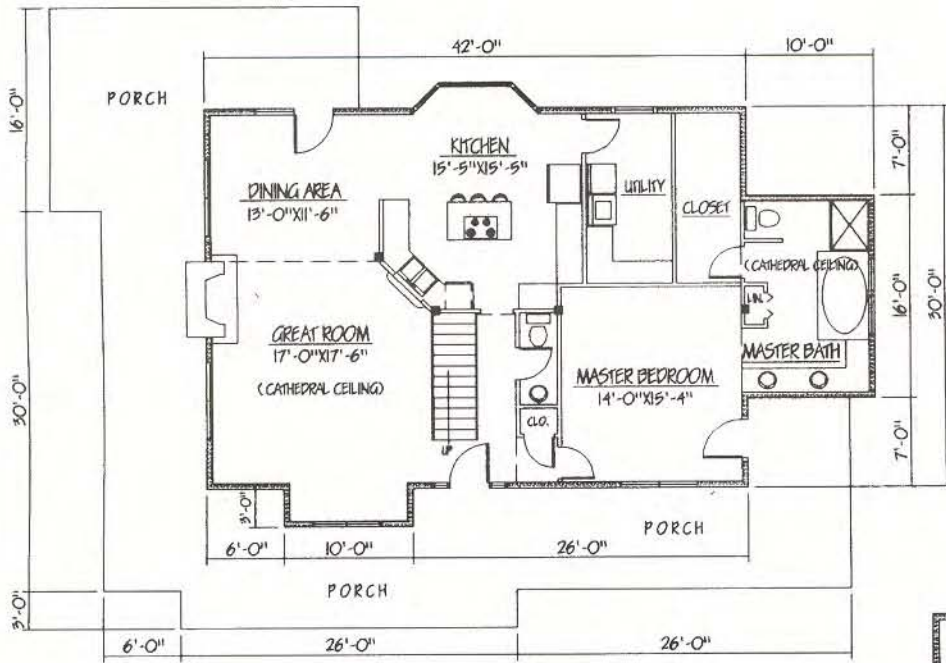 42'-0"
10'-0"
PORCH
16'-0"
7'-0"
KITCHEN
15'-5"X15'-5"
DINING AREA
13'-0"X11'-6"
UTILITY
CLOSET
(CATHEDRAL CEILING)
LIN.
16'-0"
30'-0"
GREAT ROOM
17'-0"X17'-6"
(CATHEDRAL CEILING)
MASTER BATH
MASTER BEDROOM
14'-0"X15'-4"
30'-0"
CLO.
UP
7'-0"
3'-0"
PORCH
6'-0"
10'-0"
26'-0"
PORCH
3'-0"
6'-0"
26'-0"
26'-0"